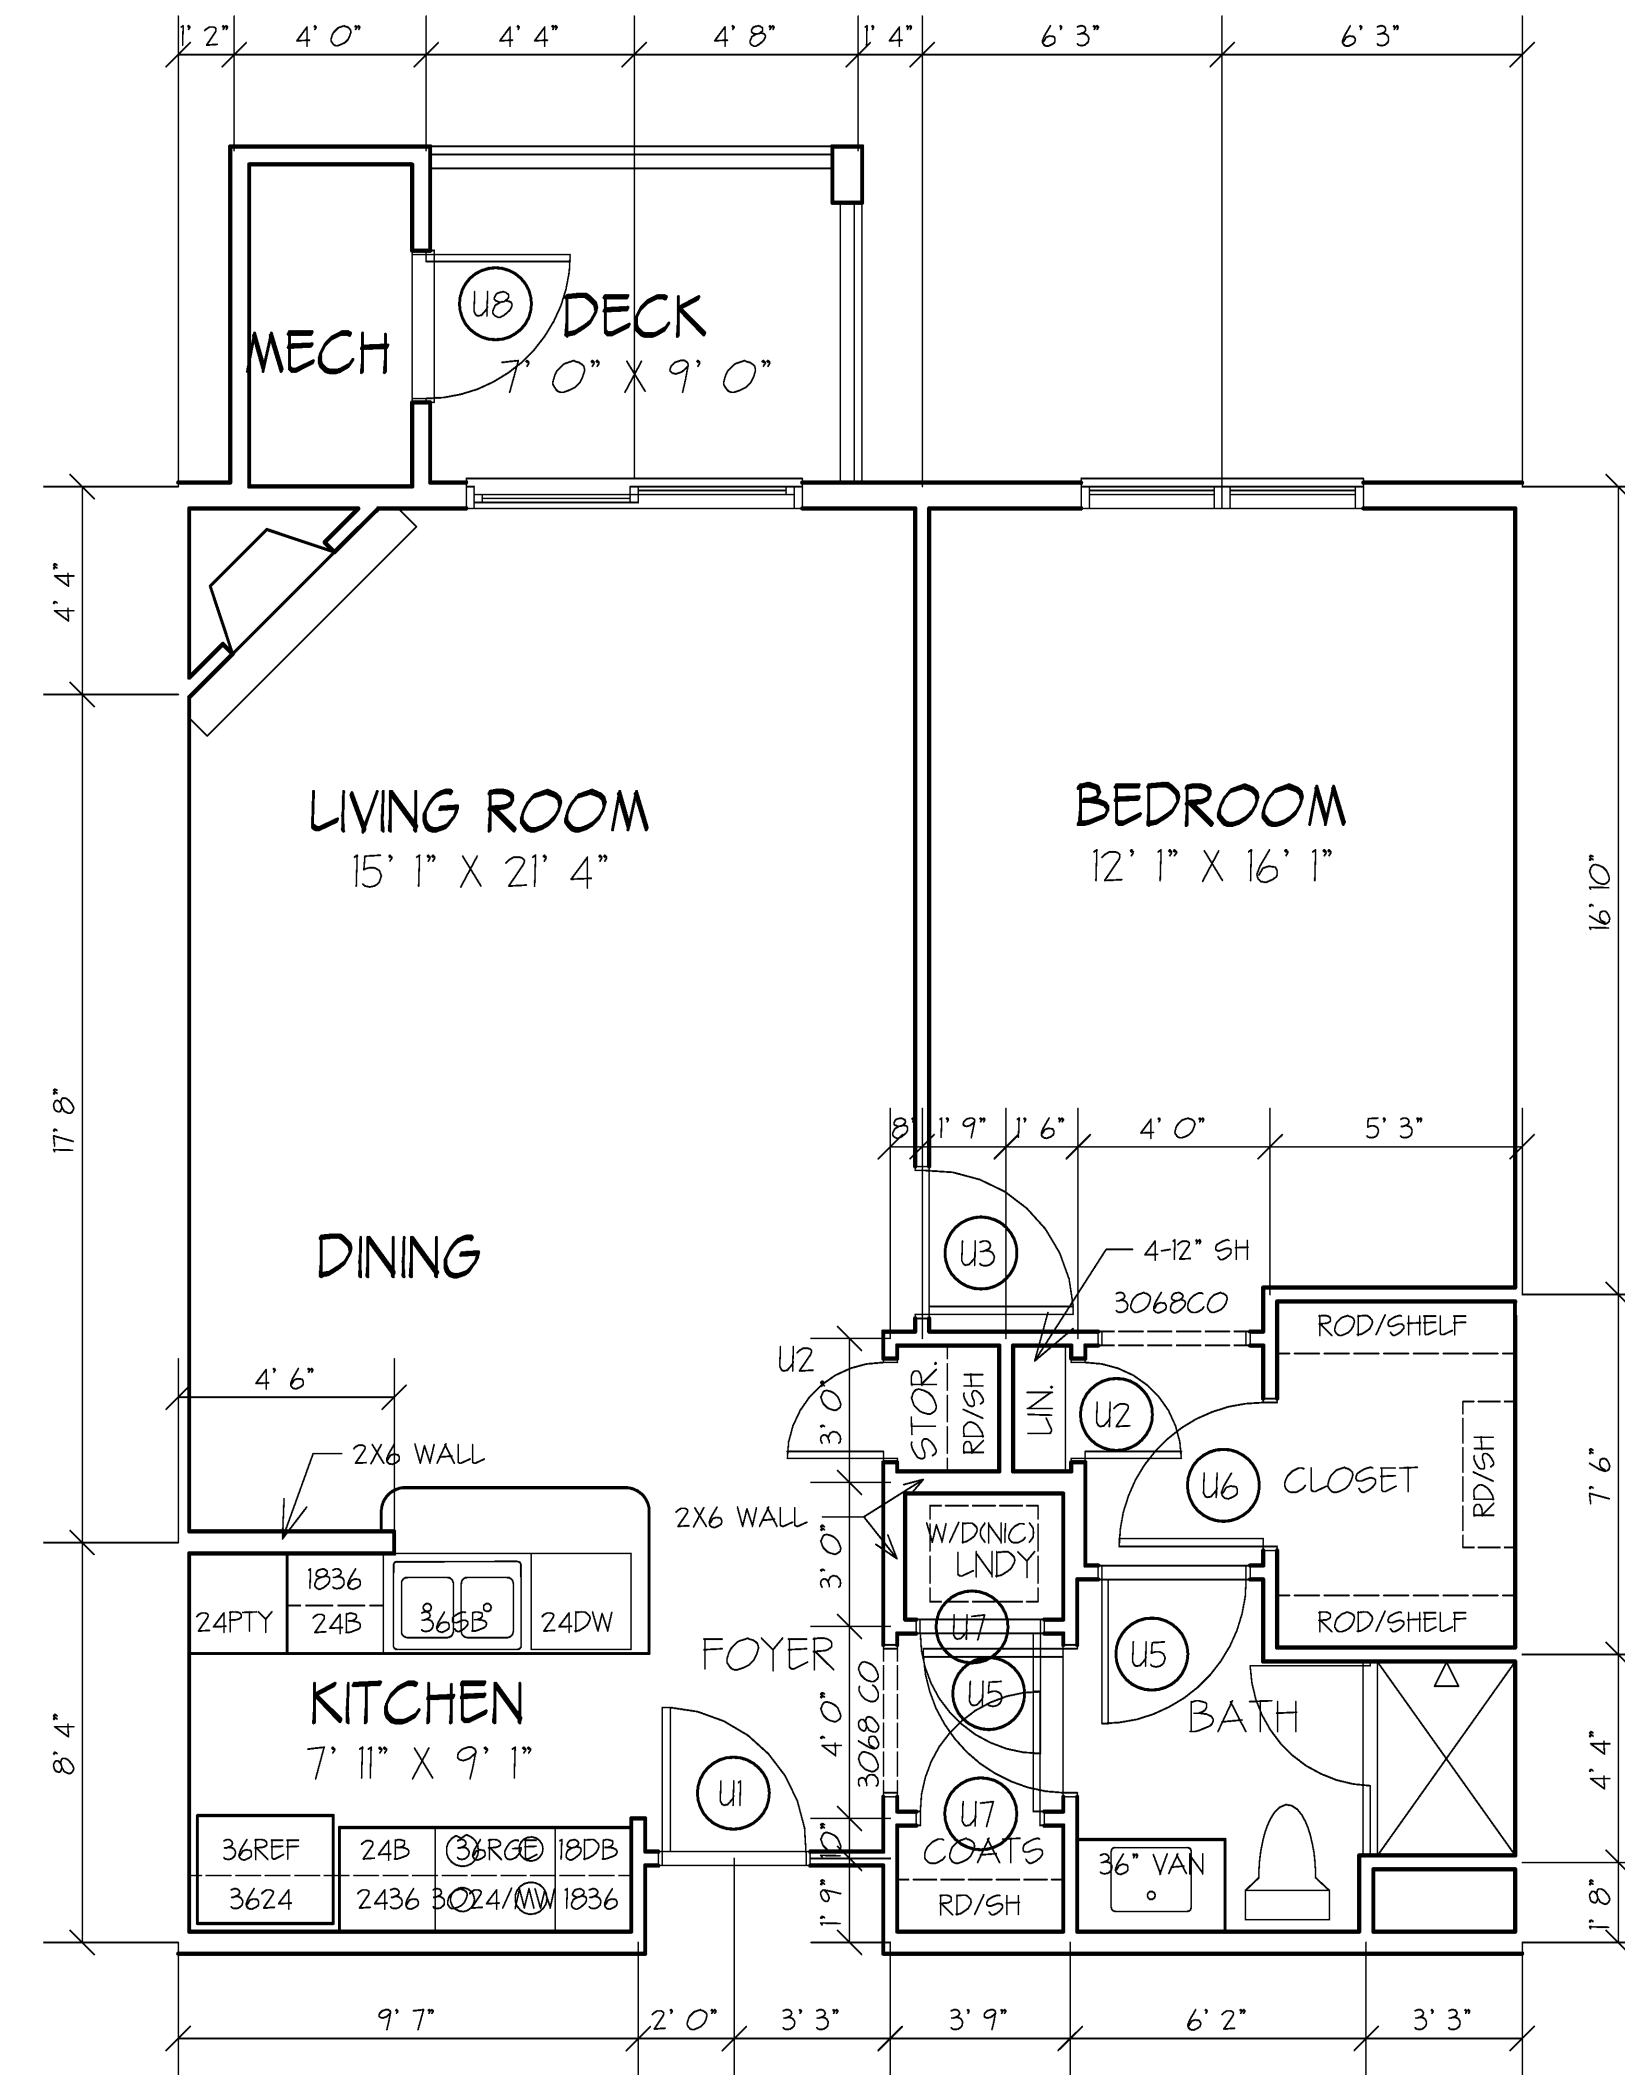 1' 2"
4' 0"
4' 4"
4' 8"
1' 4"
6' 3"
6' 3"
U8
DECK
7' 0" X 9' 0"
MECH
4' 4"
LIVING ROOM
15' 1" X 21' 4"
BEDROOM
12' 1" X 16' 1"
16' 10"
17' 8"
8"
1' 9"
1' 6"
4' 0"
5' 3"
DINING
U3
4-12" SH
3068CO
ROD/SHELF
U2
4' 6"
3' 0"
STOR.
RD/SH
LIN.
U2
2X6 WALL
U6
CLOSET
RD/SH
7' 6"
2X6 WALL
3' 0"
W/D(NIC)
LNDY
1836
24PTY
24B
36SB
24DW
U7
ROD/SHELF
FOYER
U5
U5
KITCHEN
7' 11" X 9' 1"
3068 CO
4' 0"
BATH
8' 4"
4' 4"
U1
U7
36REF
24B
36RGE
18DB
COATS
36" VAN
3624
2436
3024/MW
1836
1' 9"
RD/SH
1' 8"
9' 7"
2' 0"
3' 3"
3' 9"
6' 2"
3' 3"